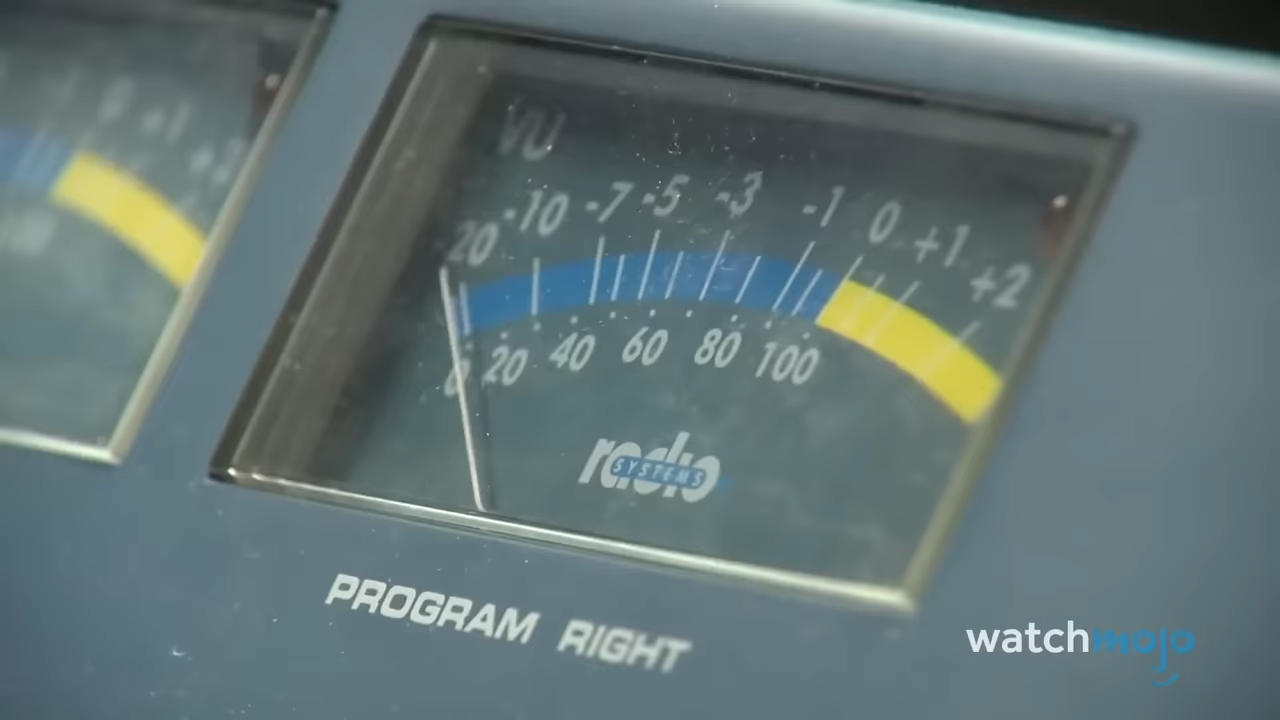 VU
20 -10 -7 -5 -3 -1 0 +1 +2
0 20 40 60 80 100
radio
SYSTEMS
PROGRAM RIGHT
watchmojo